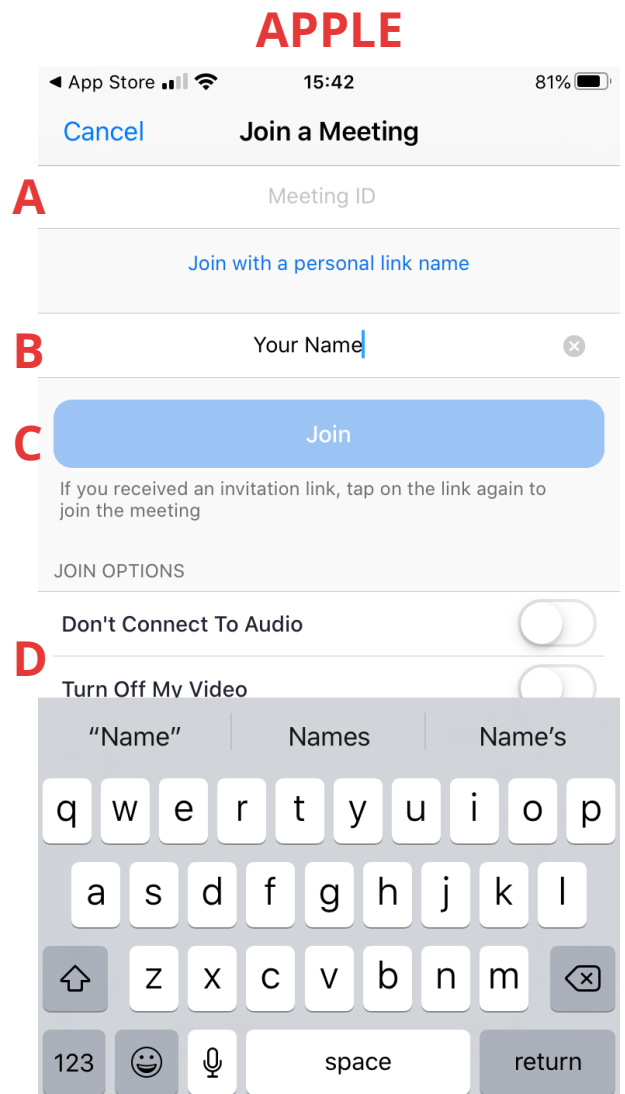 APPLE
App Store 15:42 81%
Cancel Join a Meeting
A Meeting ID
Join with a personal link name
B Your Name
C Join
If you received an invitation link, tap on the link again to
join the meeting
JOIN OPTIONS
Don't Connect To Audio
D
Turn Off My Video
“Name” Names Name’s
q w e r t y u i o p
a s d f g h j k l
z x c v b n m
123 space return